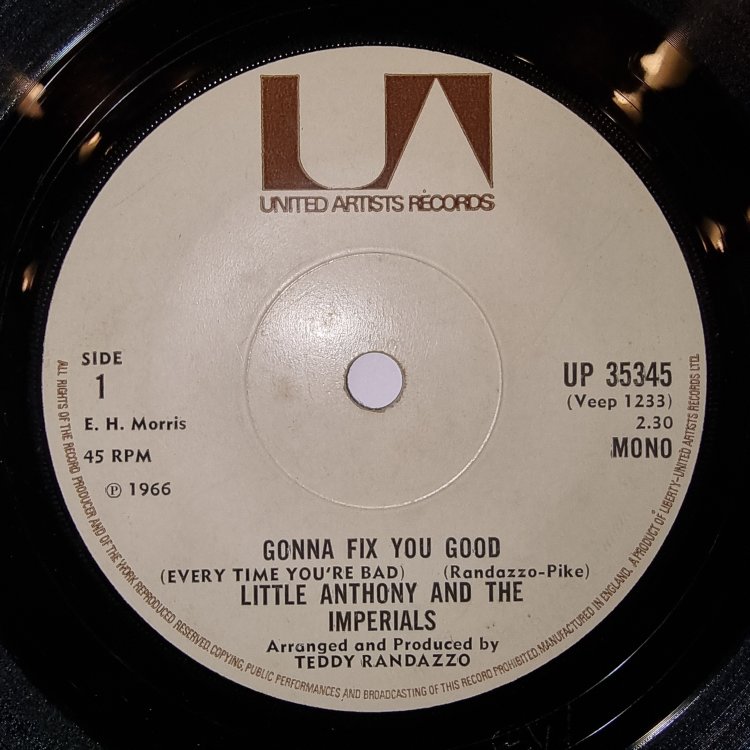 UA
UNITED ARTISTS RECORDS
SIDE
1
E. H. Morris
45 RPM
℗ 1966
UP 35345
(Veep 1233)
2.30
MONO
GONNA FIX YOU GOOD
(EVERY TIME YOU'RE BAD) (Randazzo-Pike)
LITTLE ANTHONY AND THE
IMPERIALS
Arranged and Produced by
TEDDY RANDAZZO
ALL RIGHTS OF THE RECORD PRODUCER AND OF THE WORK REPRODUCED RESERVED. COPYING, PUBLIC PERFORMANCES AND BROADCASTING OF THIS RECORD PROHIBITED. MANUFACTURED IN ENGLAND. A PRODUCT OF LIBERTY-UNITED ARTISTS RECORDS LTD.